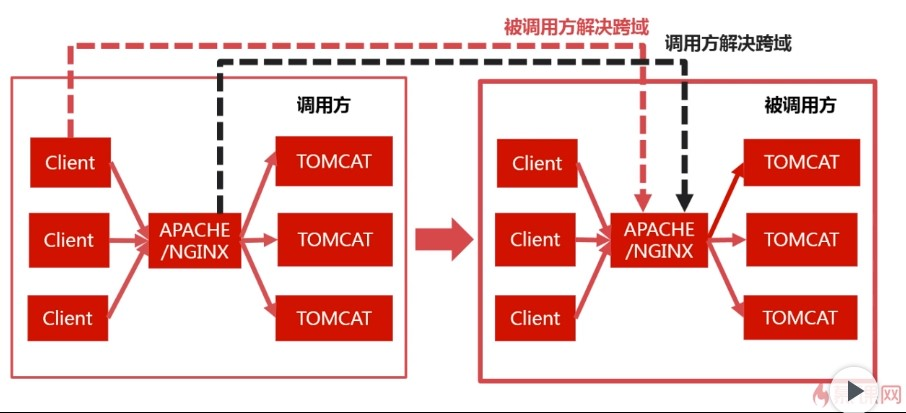 被调用方解决跨域
调用方解决跨域
调用方
Client
Client
Client
APACHE
/NGINX
TOMCAT
TOMCAT
TOMCAT
被调用方
Client
Client
Client
APACHE
/NGINX
TOMCAT
TOMCAT
TOMCAT